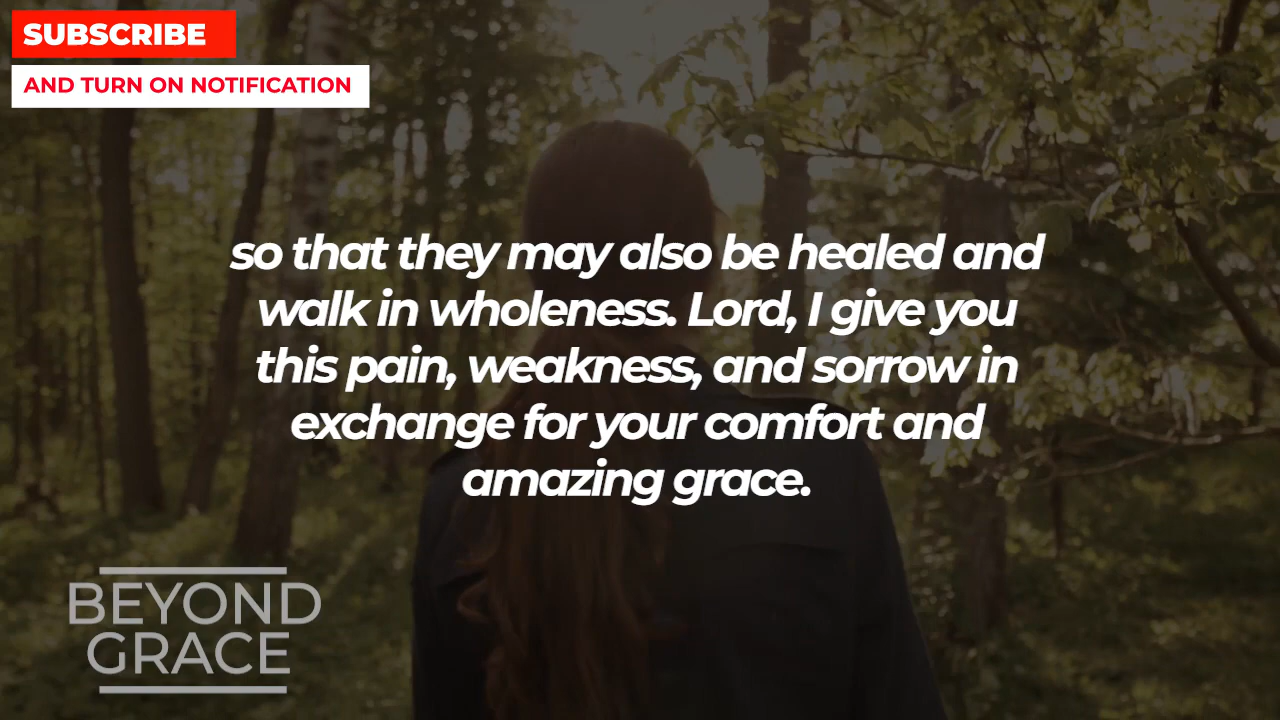 SUBSCRIBE
AND TURN ON NOTIFICATION
so that they may also be healed and
walk in wholeness. Lord, I give you
this pain, weakness, and sorrow in
exchange for your comfort and
amazing grace.
BEYOND
GRACE